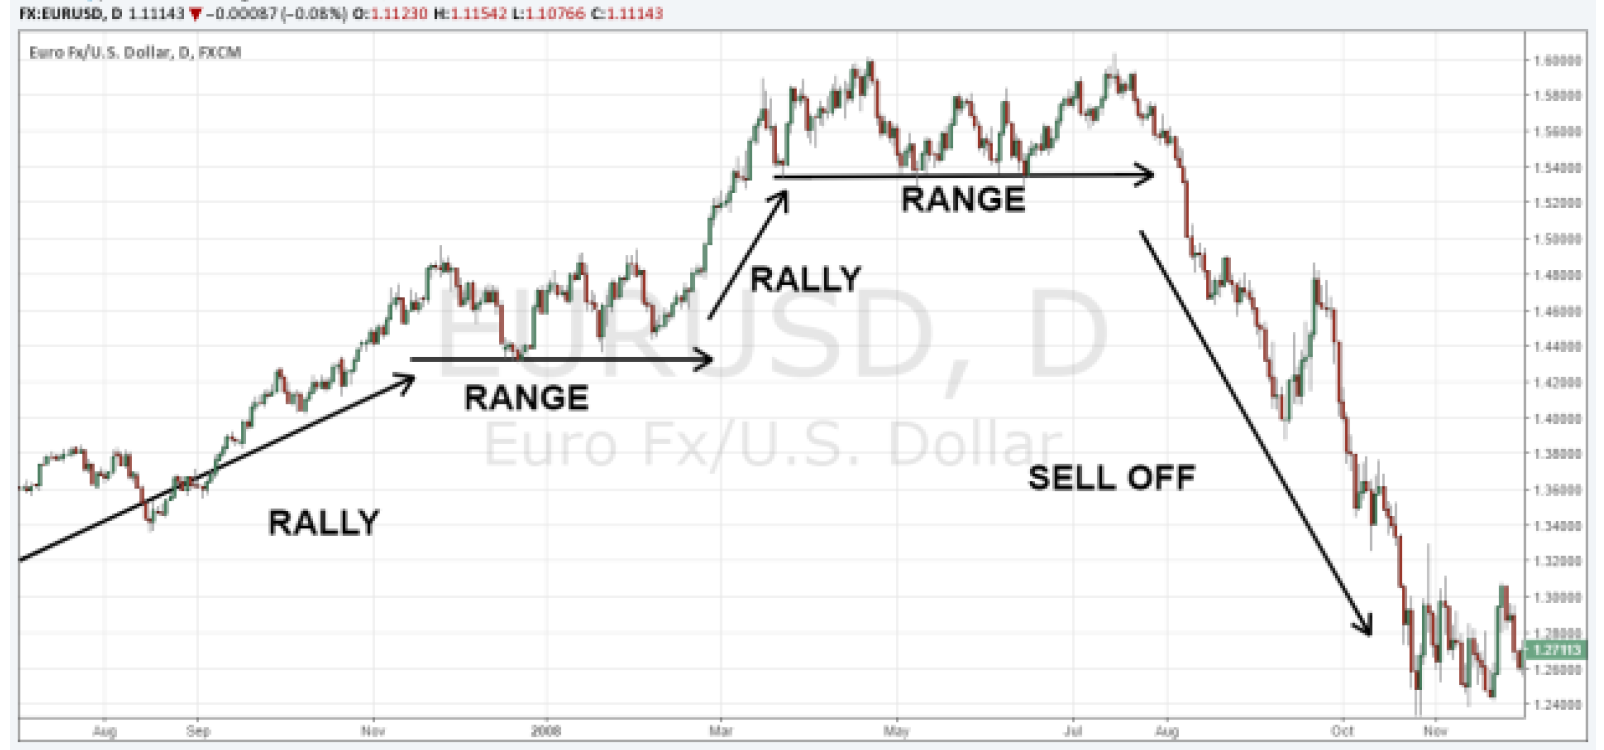 FX:EURUSD, D 1.11143 ▼ −0.00087 (−0.08%) O:1.11230 H:1.11542 L:1.10766 C:1.11143
Euro Fx/U.S. Dollar, D, FXCM
1.60000
1.58000
1.56000
1.54000
RANGE
1.52000
1.50000
RALLY
1.48000
EURUSD, D
1.46000
1.44000
RANGE
1.42000
1.40000
Euro Fx/U.S. Dollar
1.38000
SELL OFF
1.36000
RALLY
1.34000
1.32000
1.30000
1.28000
1.27113
1.26000
1.24000
Aug Sep Nov 2008 Mar May Jul Aug Oct Nov